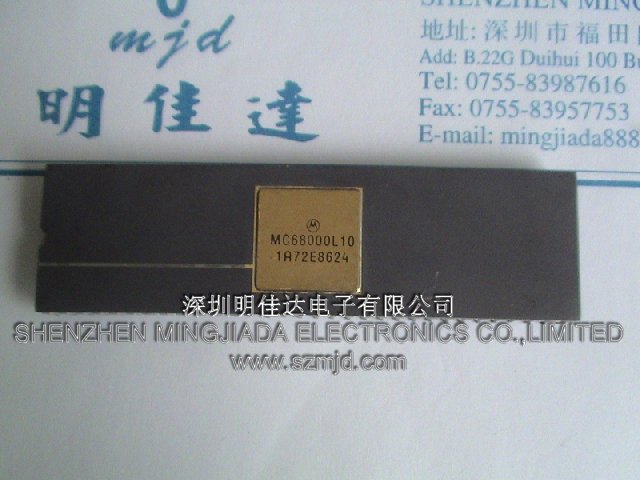 SHENZHEN MING
mjd
地址: 深圳市福田
Add: B.22G Duihui 100 Bu
Tel: 0755-83987616
Fax: 0755-83957753
E-mail: mingjiada888
明佳達
MC68000L10
1A72E8624
深圳明佳达电子有限公司
SHENZHEN MINGJIADA ELECTRONICS CO.,LIMITED
www.szmjd.com